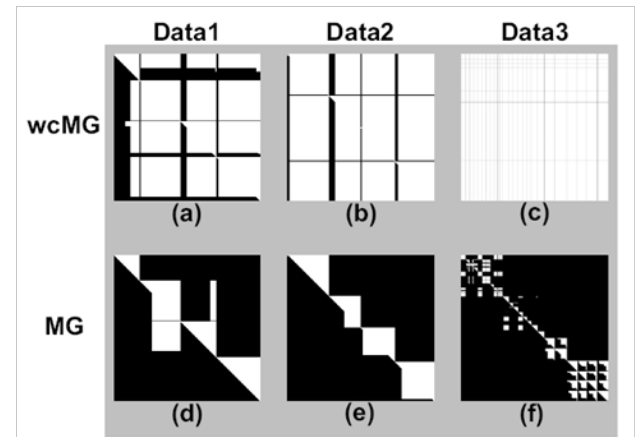 Data1 Data2 Data3
wcMG
(a) (b) (c)
MG
(d) (e) (f)